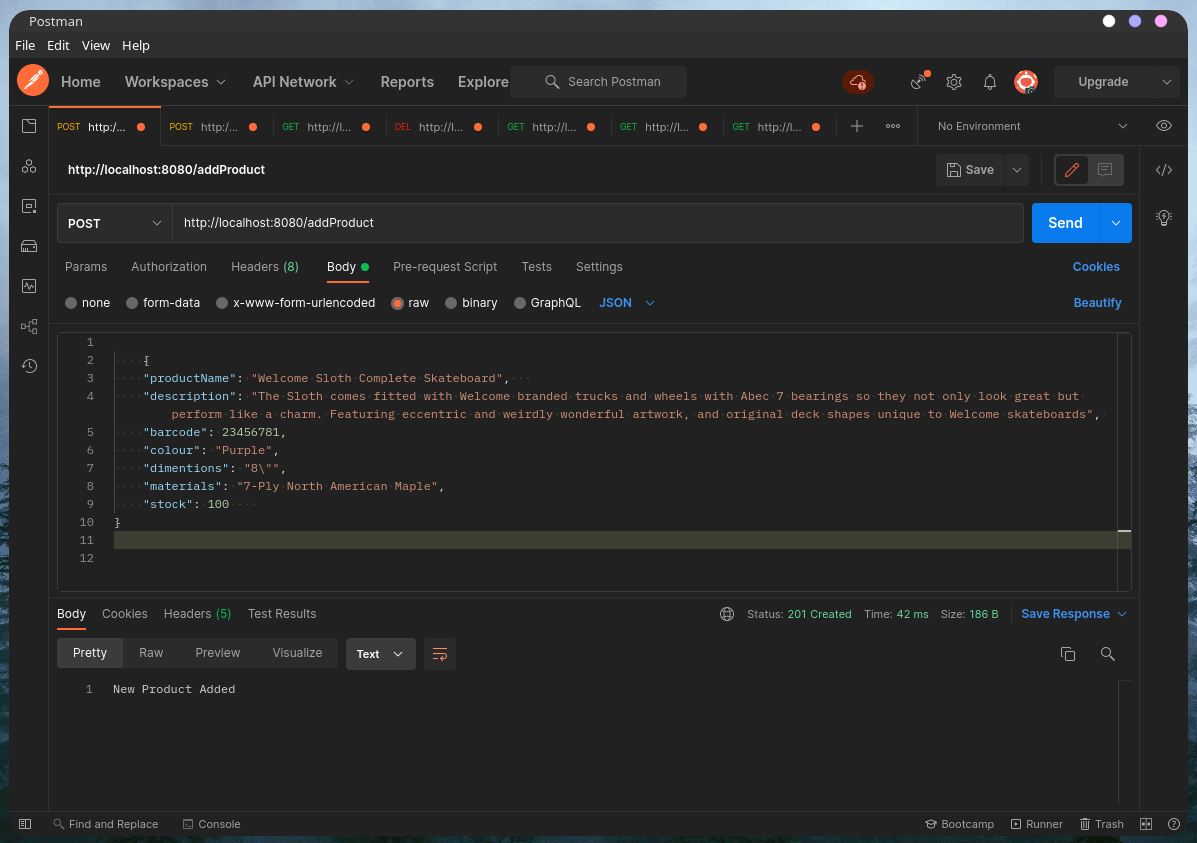 Postman
File Edit View Help
Home Workspaces API Network Reports Explore Search Postman Upgrade
POST http:/... POST http:/... GET http://l... DEL http://l... GET http://l... GET http://l... GET http://l... No Environment
http://localhost:8080/addProduct Save
POST http://localhost:8080/addProduct Send
Params Authorization Headers (8) Body Pre-request Script Tests Settings Cookies
none form-data x-www-form-urlencoded raw binary GraphQL JSON Beautify
1
2 {
3 "productName": "Welcome Sloth Complete Skateboard",
4 "description": "The Sloth comes fitted with Welcome branded trucks and wheels with Abec 7 bearings so they not only look great but
perform like a charm. Featuring eccentric and weirdly wonderful artwork, and original deck shapes unique to Welcome skateboards",
5 "barcode": 23456781,
6 "colour": "Purple",
7 "dimentions": "8\"",
8 "materials": "7-Ply North American Maple",
9 "stock": 100
10 }
11
12
Body Cookies Headers (5) Test Results Status: 201 Created Time: 42 ms Size: 186 B Save Response
Pretty Raw Preview Visualize Text
1 New Product Added
Find and Replace Console Bootcamp Runner Trash